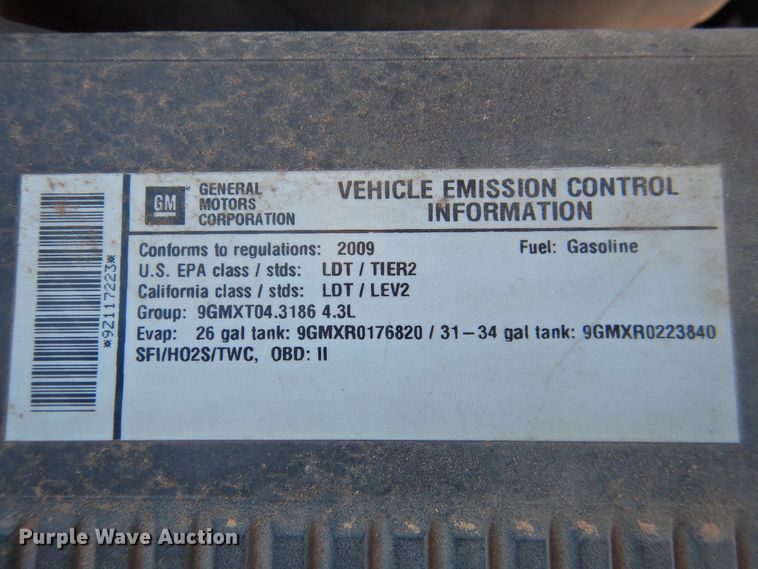 GM
GENERAL
MOTORS
CORPORATION
VEHICLE EMISSION CONTROL
INFORMATION
Conforms to regulations: 2009 Fuel: Gasoline
U.S. EPA class / stds: LDT / TIER2
California class / stds: LDT / LEV2
Group: 9GMXT04.3186 4.3L
Evap: 26 gal tank: 9GMXR0176820 / 31-34 gal tank: 9GMXR0223840
SFI/HO2S/TWC, OBD: II
*9Z117223*
Purple Wave Auction